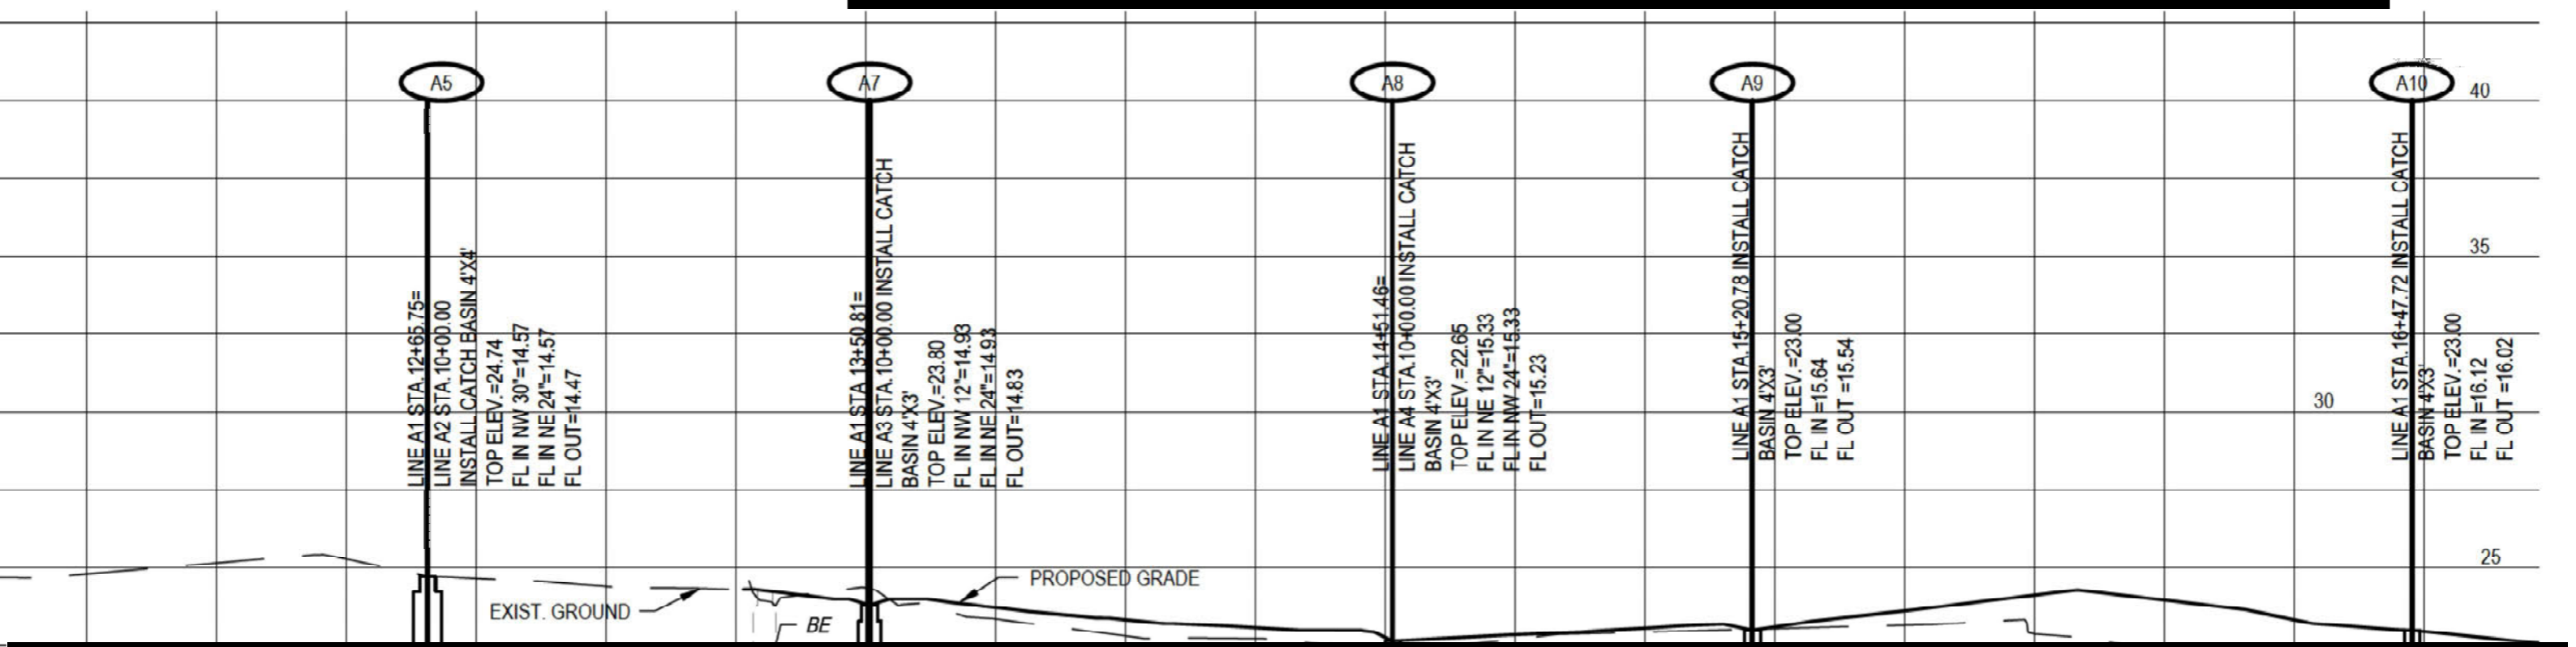 A5
LINE A1 STA.12+65.75=
LINE A2 STA.10+00.00
INSTALL CATCH BASIN 4'X4'
TOP ELEV.=24.74
FL IN NW 30"=14.57
FL IN NE 24"=14.57
FL OUT=14.47
A7
LINE A1 STA.13+50.81=
LINE A3 STA.10+00.00 INSTALL CATCH
BASIN 4'X3'
TOP ELEV.=23.80
FL IN NW 12"=14.93
FL IN NE 24"=14.93
FL OUT=14.83
A8
LINE A1 STA.14+51.46=
LINE A4 STA.10+00.00 INSTALL CATCH
BASIN 4'X3'
TOP ELEV.=22.65
FL IN NE 12"=15.33
FL IN NW 24"=15.33
FL OUT=15.23
A9
LINE A1 STA.15+20.78 INSTALL CATCH
BASIN 4'X3'
TOP ELEV.=23.00
FL IN =15.64
FL OUT =15.54
A10
LINE A1 STA.16+47.72 INSTALL CATCH
BASIN 4'X3'
TOP ELEV.=23.00
FL IN =16.12
FL OUT =16.02
40
35
30
25
EXIST. GROUND
BE
PROPOSED GRADE